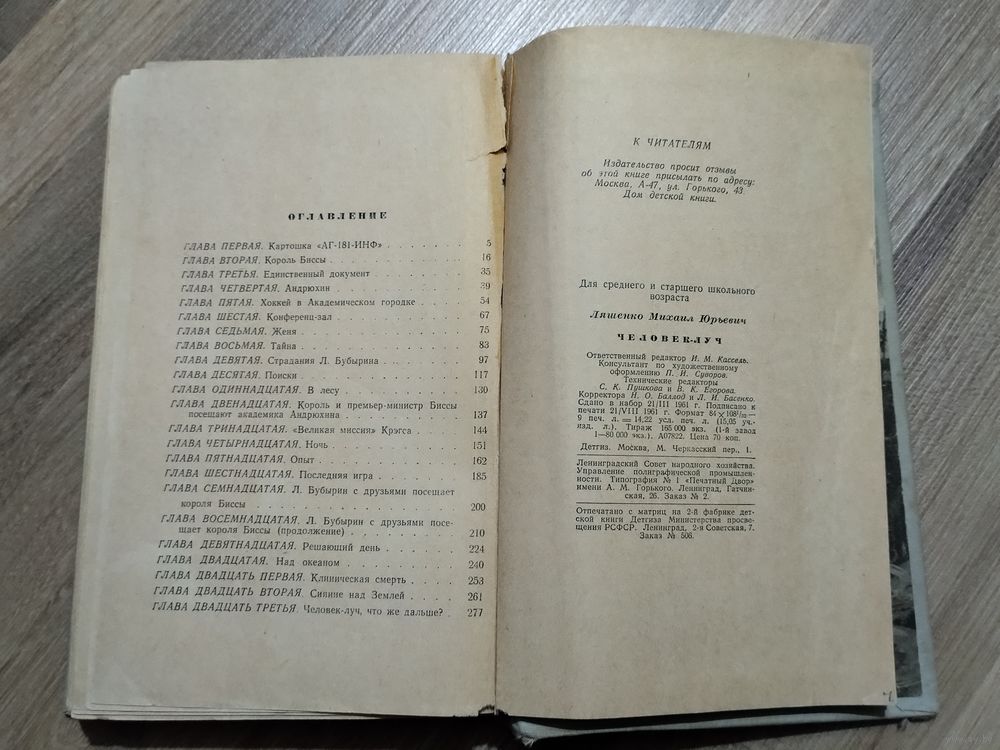 ОГЛАВЛЕНИЕ
ГЛАВА ПЕРВАЯ. Картошка «АГ-181-ИНФ» . . . . . . 5
ГЛАВА ВТОРАЯ. Король Биссы . . . . . . . . . . 16
ГЛАВА ТРЕТЬЯ. Единственный документ . . . . . . 35
ГЛАВА ЧЕТВЕРТАЯ. Андрюхин . . . . . . . . . . 39
ГЛАВА ПЯТАЯ. Хоккей в Академическом городке . . . . 54
ГЛАВА ШЕСТАЯ. Конференц-зал . . . . . . . . . 67
ГЛАВА СЕДЬМАЯ. Женя . . . . . . . . . . . . 75
ГЛАВА ВОСЬМАЯ. Тайна . . . . . . . . . . . . 83
ГЛАВА ДЕВЯТАЯ. Страдания Л. Бубырина . . . . . . 97
ГЛАВА ДЕСЯТАЯ. Поиски . . . . . . . . . . . 117
ГЛАВА ОДИННАДЦАТАЯ. В лесу . . . . . . . . . 130
ГЛАВА ДВЕНАДЦАТАЯ. Король и премьер-министр Биссы
посещают академика Андрюхина . . . . . . . . 137
ГЛАВА ТРИНАДЦАТАЯ. «Великая миссия» Крэгса . . . . 144
ГЛАВА ЧЕТЫРНАДЦАТАЯ. Ночь . . . . . . . . . 151
ГЛАВА ПЯТНАДЦАТАЯ. Опыт . . . . . . . . . . 162
ГЛАВА ШЕСТНАДЦАТАЯ. Последняя игра . . . . . . 185
ГЛАВА СЕМНАДЦАТАЯ. Л. Бубырин с друзьями посещает
короля Биссы . . . . . . . . . . . . . . 200
ГЛАВА ВОСЕМНАДЦАТАЯ. Л. Бубырин с друзьями посе-
щает короля Биссы (продолжение) . . . . . . . 210
ГЛАВА ДЕВЯТНАДЦАТАЯ. Решающий день . . . . . . 224
ГЛАВА ДВАДЦАТАЯ. Над океаном . . . . . . . . 240
ГЛАВА ДВАДЦАТЬ ПЕРВАЯ. Клиническая смерть . . . . 253
ГЛАВА ДВАДЦАТЬ ВТОРАЯ. Сияние над Землей . . . . 261
ГЛАВА ДВАДЦАТЬ ТРЕТЬЯ. Человек-луч, что же дальше? . 277
К ЧИТАТЕЛЯМ
Издательство просит отзывы
об этой книге присылать по адресу:
Москва, А-47, ул. Горького, 43.
Дом детской книги.
Для среднего и старшего школьного
возраста
Ляшенко Михаил Юрьевич
ЧЕЛОВЕК-ЛУЧ
Ответственный редактор И. М. Кассель.
Консультант по художественному
оформлению П. И. Суворов.
Технические редакторы
С. К. Пушкова и В. К. Егорова.
Корректора Н. О. Баллод и Л. И. Басенко.
Сдано в набор 21/III 1961 г. Подписано к
печати 21/VIII 1961 г. Формат 84×108¹/₃₂—
9 печ. л. = 14,22 усл. печ. л. (15,05 уч.-
изд. л.). Тираж 165 000 экз. (1-й завод
1—80 000 экз.). А07822. Цена 70 коп.
Детгиз. Москва, М. Черкасский пер., 1.
Ленинградский Совет народного хозяйства.
Управление полиграфической промышлен-
ности. Типография № 1 «Печатный Двор»
имени А. М. Горького. Ленинград, Гатчин-
ская, 26. Заказ № 2.
Отпечатано с матриц на 2-й фабрике дет-
ской книги Детгиза Министерства просве-
щения РСФСР. Ленинград, 2-я Советская, 7.
Заказ № 506.